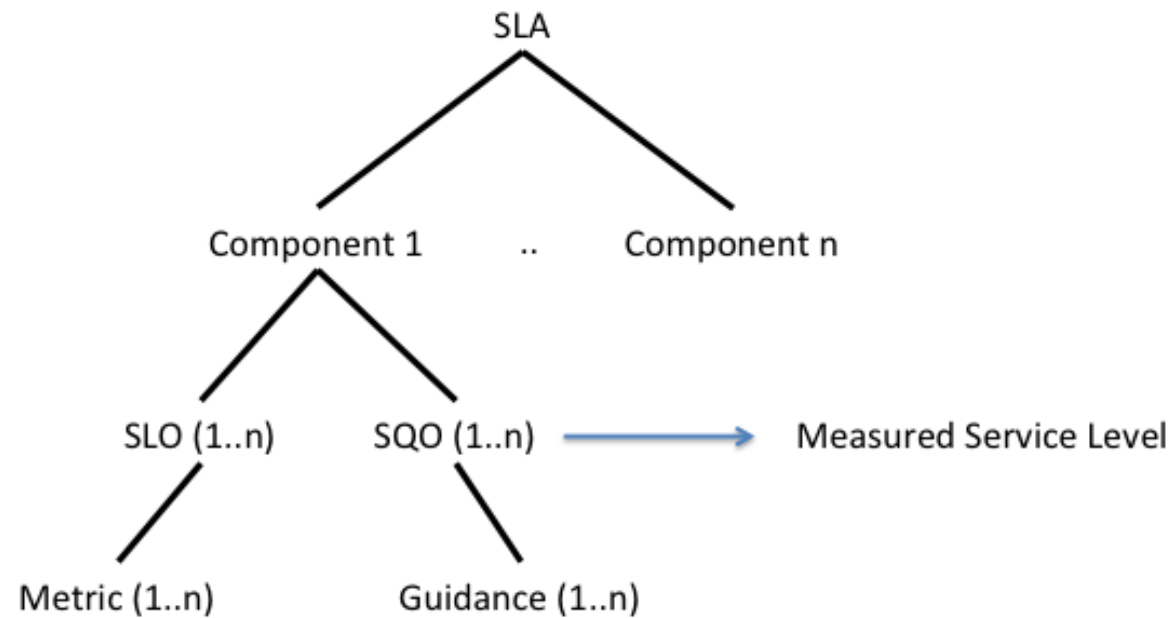 SLA
Component 1 .. Component n
SLO (1..n) SQO (1..n) Measured Service Level
Metric (1..n) Guidance (1..n)